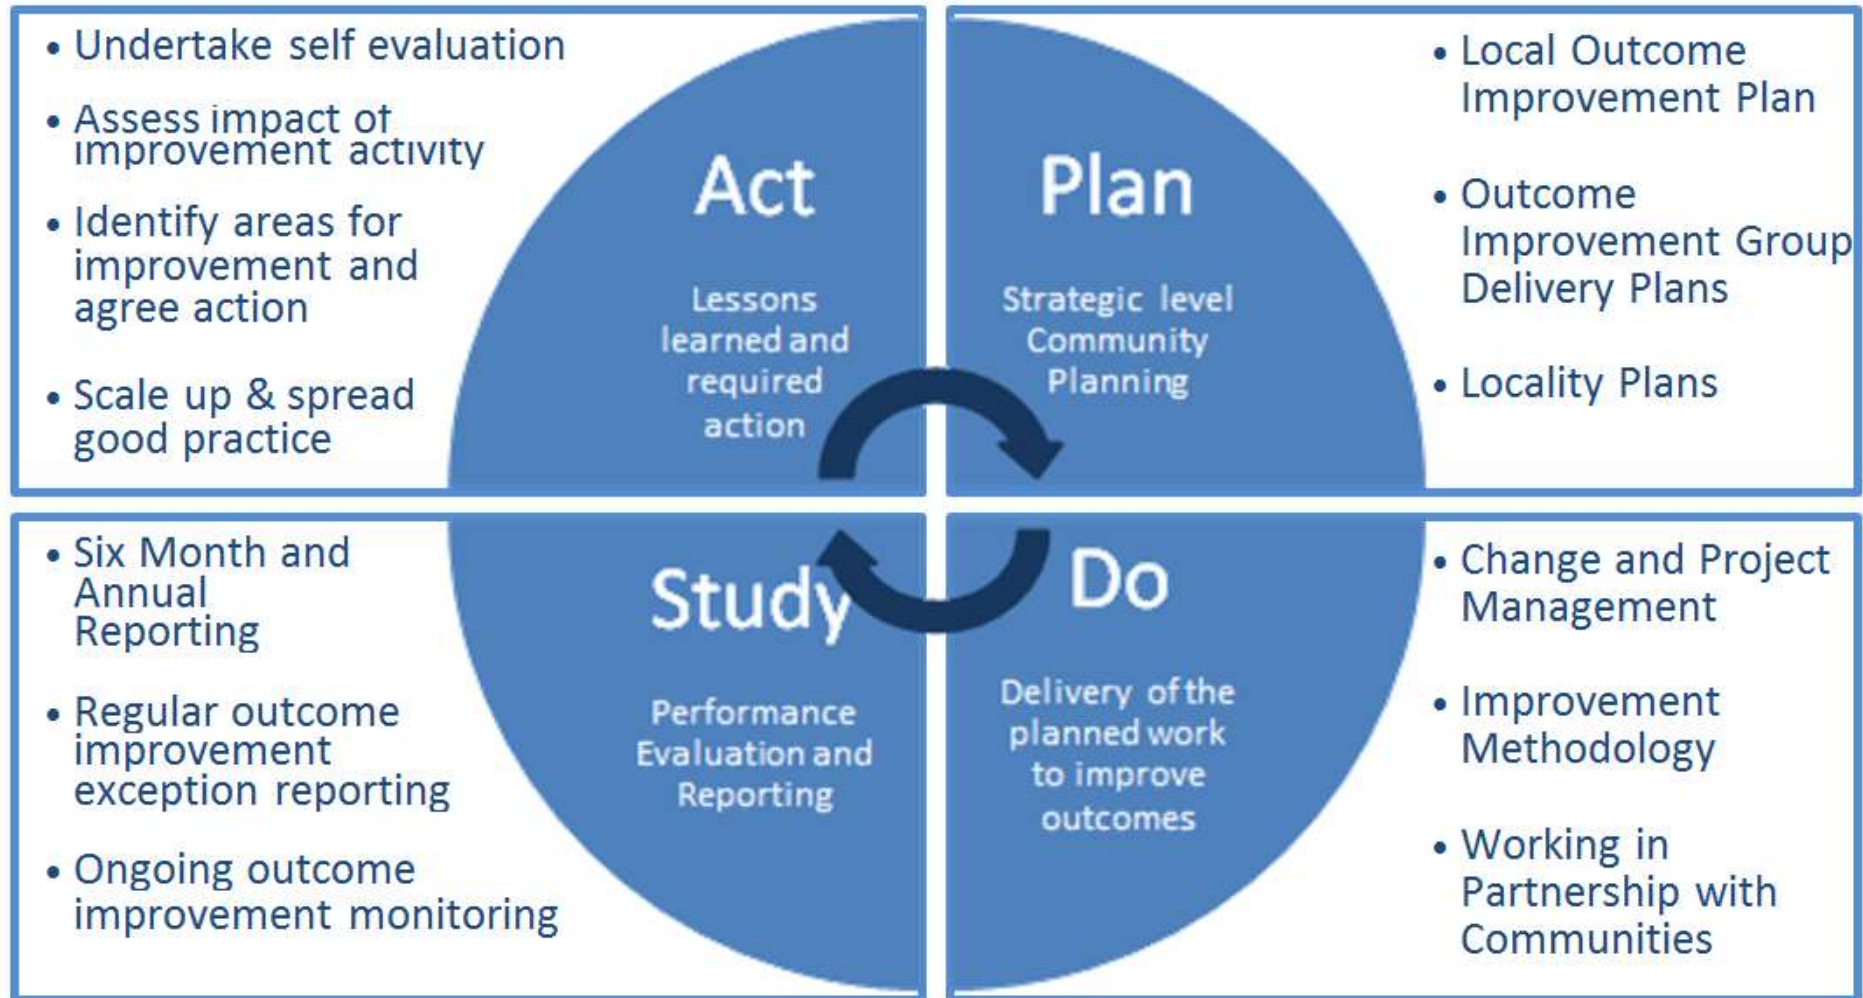 • Undertake self evaluation
• Assess impact of
improvement activity
• Identify areas for
improvement and
agree action
• Scale up & spread
good practice
Act
Lessons
learned and
required
action
Plan
Strategic level
Community
Planning
• Local Outcome
Improvement Plan
• Outcome
Improvement Group
Delivery Plans
• Locality Plans
• Six Month and
Annual
Reporting
• Regular outcome
improvement
exception reporting
• Ongoing outcome
improvement monitoring
Study
Performance
Evaluation and
Reporting
Do
Delivery of the
planned work
to improve
outcomes
• Change and Project
Management
• Improvement
Methodology
• Working in
Partnership with
Communities